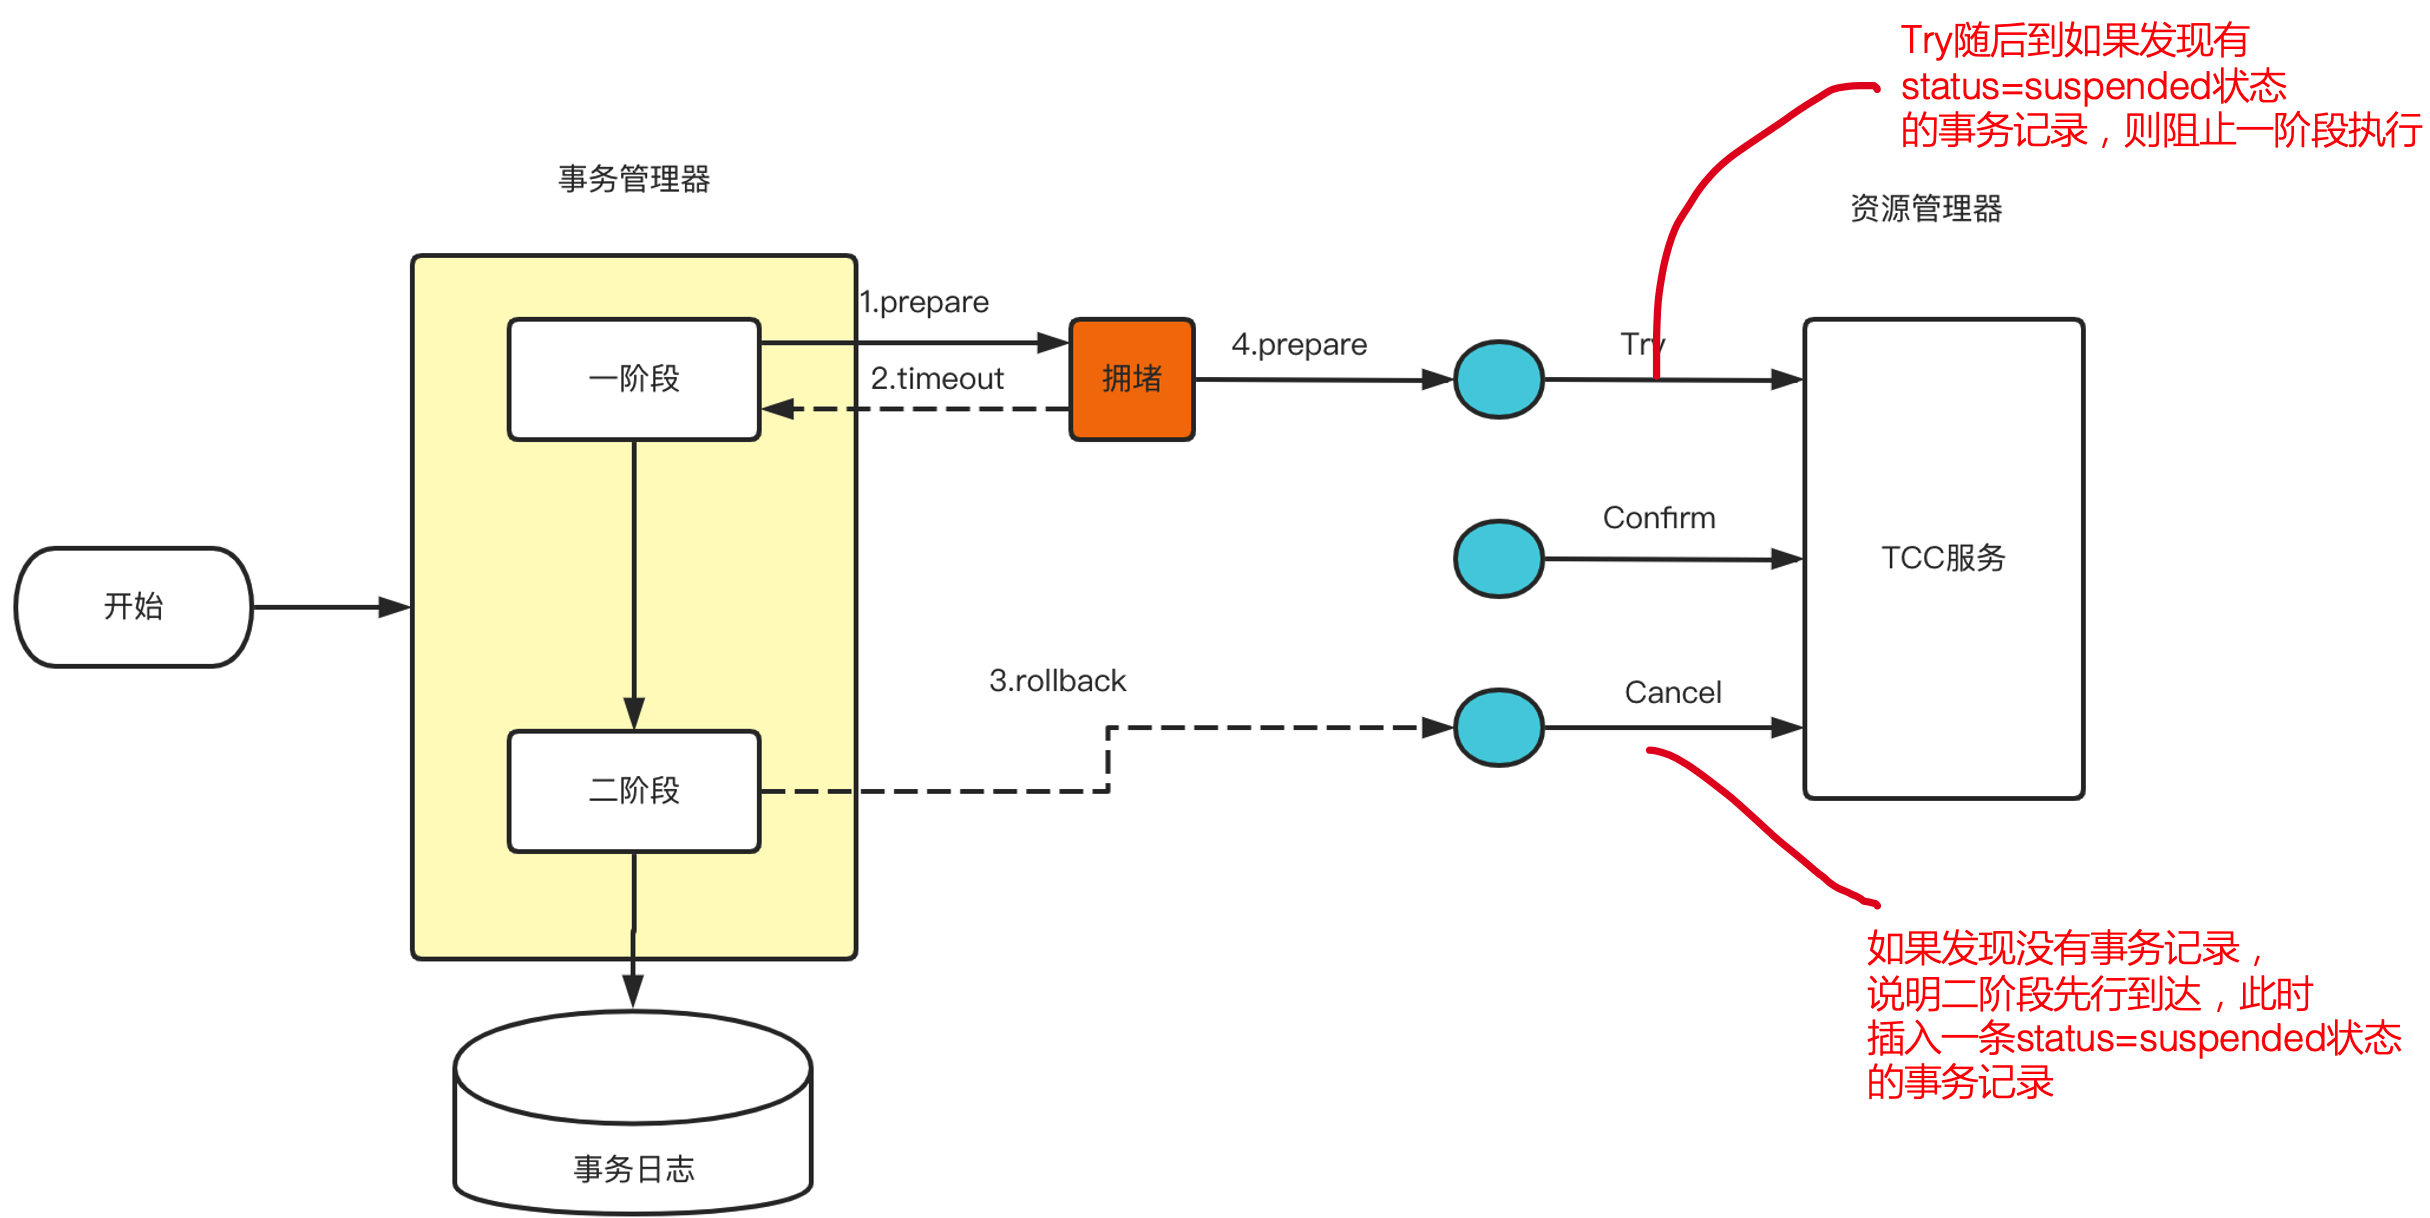 Try随后到如果发现有
status=suspended状态
的事务记录，则阻止一阶段执行
事务管理器
资源管理器
1.prepare
一阶段
2.timeout
拥堵
4.prepare
Try
Confirm
TCC服务
开始
3.rollback
Cancel
二阶段
如果发现没有事务记录，
说明二阶段先行到达，此时
插入一条status=suspended状态
的事务记录
事务日志